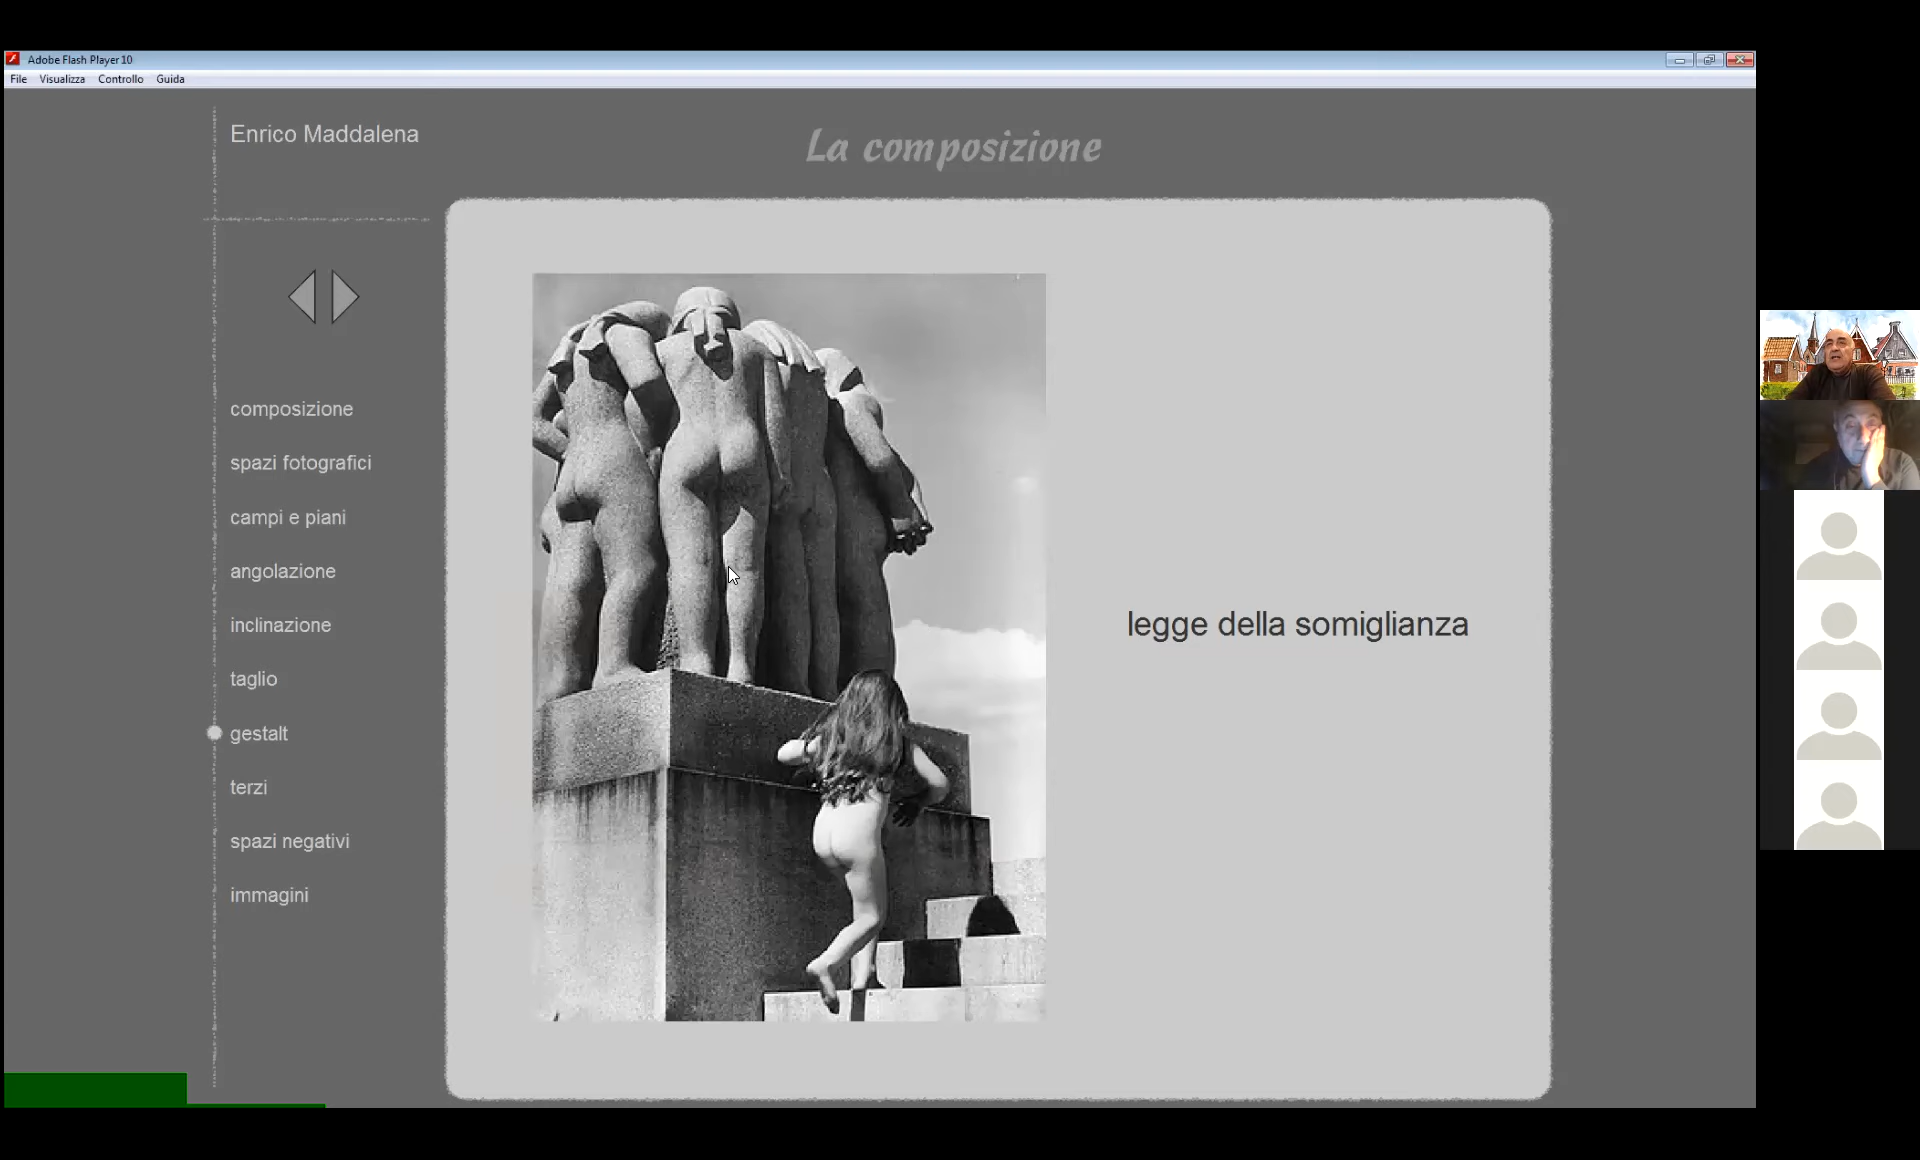 Adobe Flash Player 10
File Visualizza Controllo Guida
Enrico Maddalena
La composizione
composizione
spazi fotografici
campi e piani
angolazione
inclinazione
taglio
gestalt
terzi
spazi negativi
immagini
legge della somiglianza